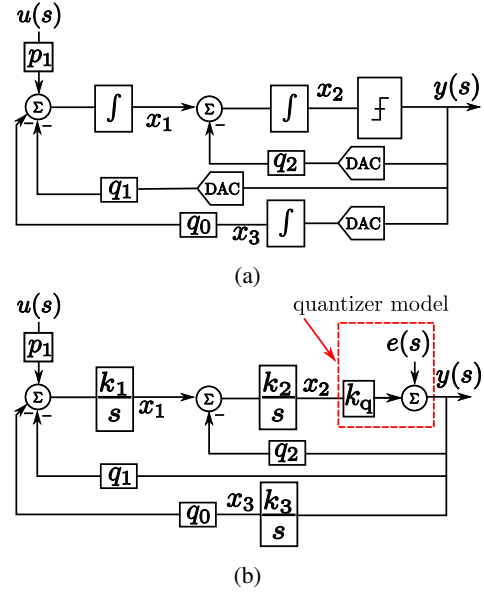 u(s)
p₁
Σ
∫
x₁
Σ
∫
x₂
y(s)
q₂
DAC
q₁
DAC
q₀
x₃
∫
DAC
(a)
quantizer model
u(s)
e(s)
p₁
Σ
k₁/s
x₁
Σ
k₂/s
x₂
k_q
Σ
y(s)
q₂
q₁
q₀
x₃
k₃/s
(b)